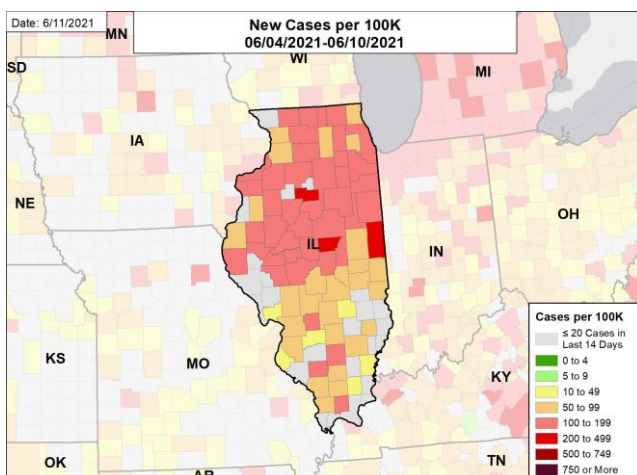 Date: 6/11/2021
New Cases per 100K
06/04/2021-06/10/2021
MN
SD
WI
MI
IA
NE
IL
IN
OH
KS
MO
KY
OK
AR
TN
Cases per 100K
≤ 20 Cases in
Last 14 Days
0 to 4
5 to 9
10 to 49
50 to 99
100 to 199
200 to 499
500 to 749
750 or More